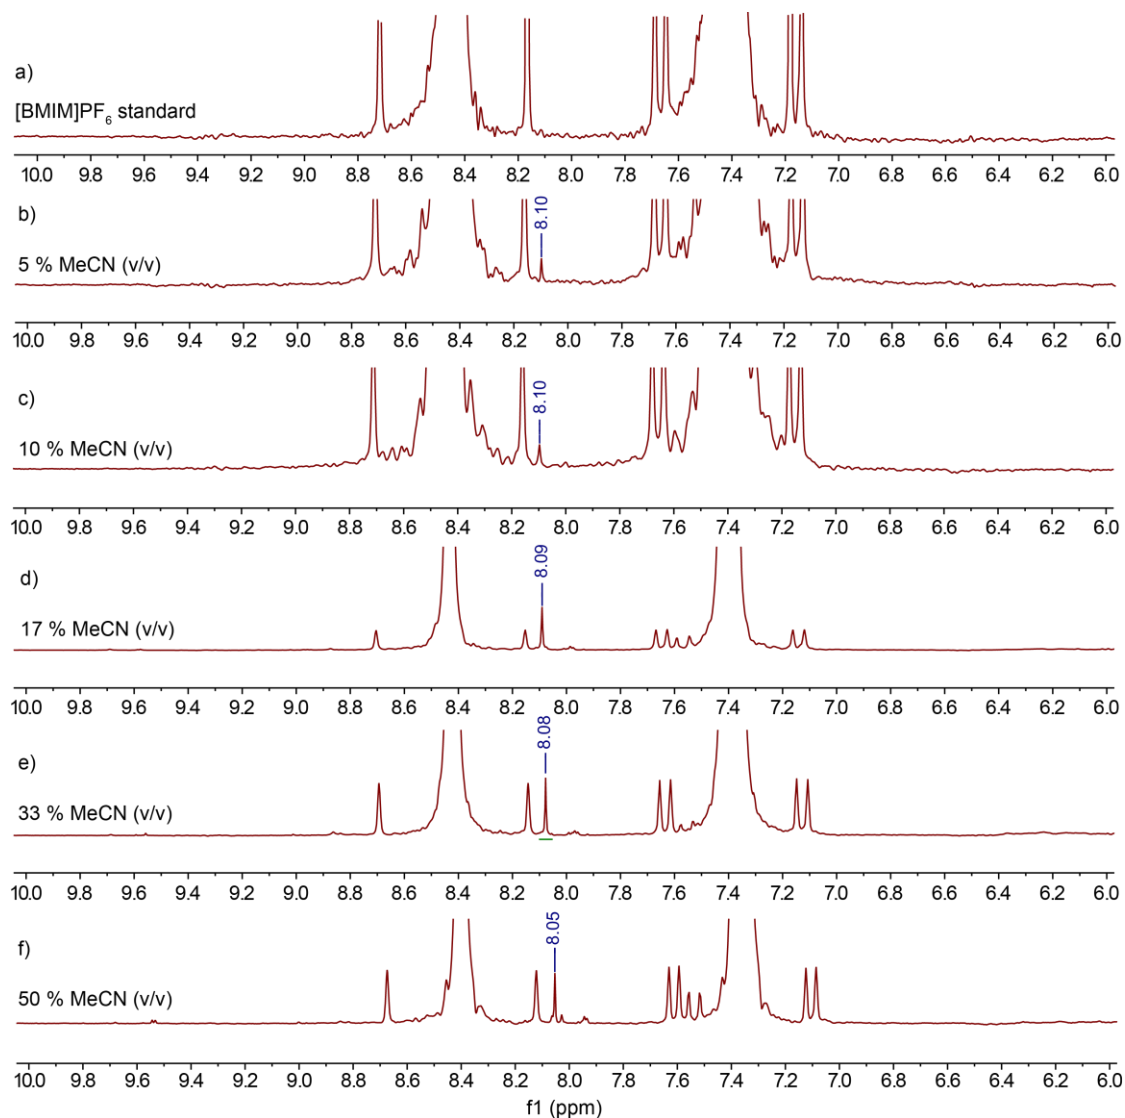 a)
[BMIM]PF6 standard
10.0 9.8 9.6 9.4 9.2 9.0 8.8 8.6 8.4 8.2 8.0 7.8 7.6 7.4 7.2 7.0 6.8 6.6 6.4 6.2 6.0
b)
8.10
5 % MeCN (v/v)
10.0 9.8 9.6 9.4 9.2 9.0 8.8 8.6 8.4 8.2 8.0 7.8 7.6 7.4 7.2 7.0 6.8 6.6 6.4 6.2 6.0
c)
8.10
10 % MeCN (v/v)
10.0 9.8 9.6 9.4 9.2 9.0 8.8 8.6 8.4 8.2 8.0 7.8 7.6 7.4 7.2 7.0 6.8 6.6 6.4 6.2 6.0
d)
8.09
17 % MeCN (v/v)
10.0 9.8 9.6 9.4 9.2 9.0 8.8 8.6 8.4 8.2 8.0 7.8 7.6 7.4 7.2 7.0 6.8 6.6 6.4 6.2 6.0
e)
8.08
33 % MeCN (v/v)
10.0 9.8 9.6 9.4 9.2 9.0 8.8 8.6 8.4 8.2 8.0 7.8 7.6 7.4 7.2 7.0 6.8 6.6 6.4 6.2 6.0
f)
8.05
50 % MeCN (v/v)
10.0 9.8 9.6 9.4 9.2 9.0 8.8 8.6 8.4 8.2 8.0 7.8 7.6 7.4 7.2 7.0 6.8 6.6 6.4 6.2 6.0
f1 (ppm)